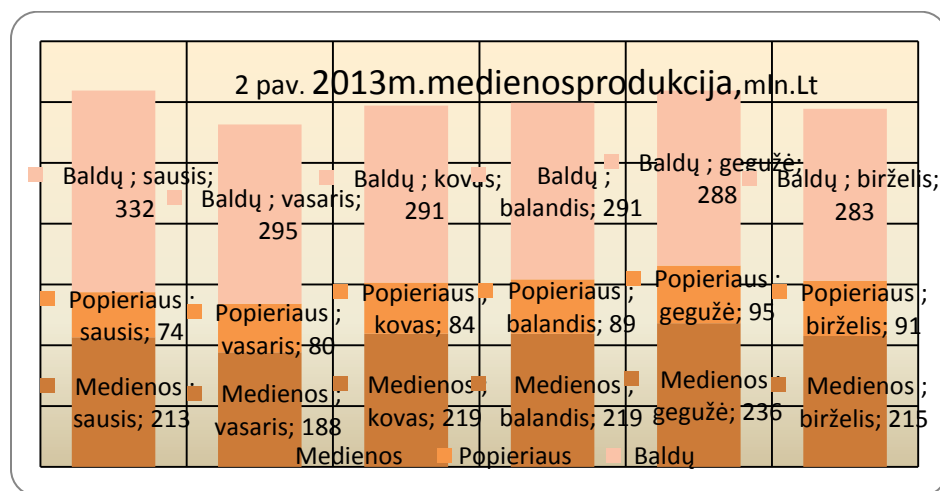 2 pav. 2013m.medienosprodukcija,mln.Lt
Baldų ; sausis;
332
Baldų ; vasaris;
295
Baldų ; kovas;
291
Baldų ;
balandis; 291
Baldų ; gegužė;
288
Baldų ; birželis;
283
Popieriaus ;
sausis; 74
Popieriaus ;
vasaris; 80
Popieriaus ;
kovas; 84
Popieriaus ;
balandis; 89
Popieriaus ;
gegužė; 95
Popieriaus ;
birželis; 91
Medienos ;
sausis; 213
Medienos ;
vasaris; 188
Medienos ;
kovas; 219
Medienos ;
balandis; 219
Medienos ;
gegužė; 236
Medienos ;
birželis; 215
Medienos Popieriaus Baldų